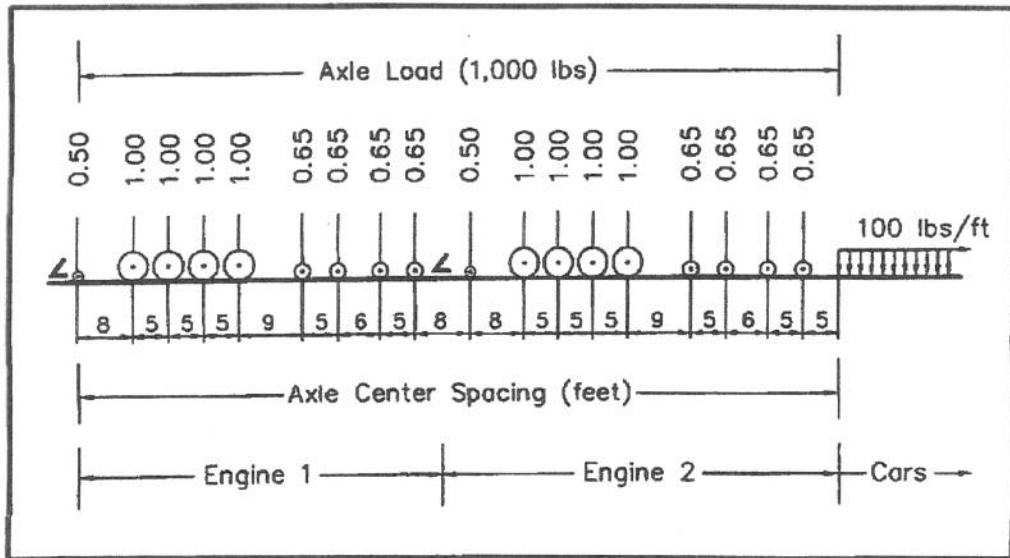 Axle Load (1,000 lbs)
0.50 1.00 1.00 1.00 1.00 0.65 0.65 0.65 0.65 0.50 1.00 1.00 1.00 1.00 0.65 0.65 0.65 0.65
100 lbs/ft
8 5 5 5 9 5 6 5 8 8 5 5 5 9 5 6 5 5
Axle Center Spacing (feet)
Engine 1 Engine 2 Cars